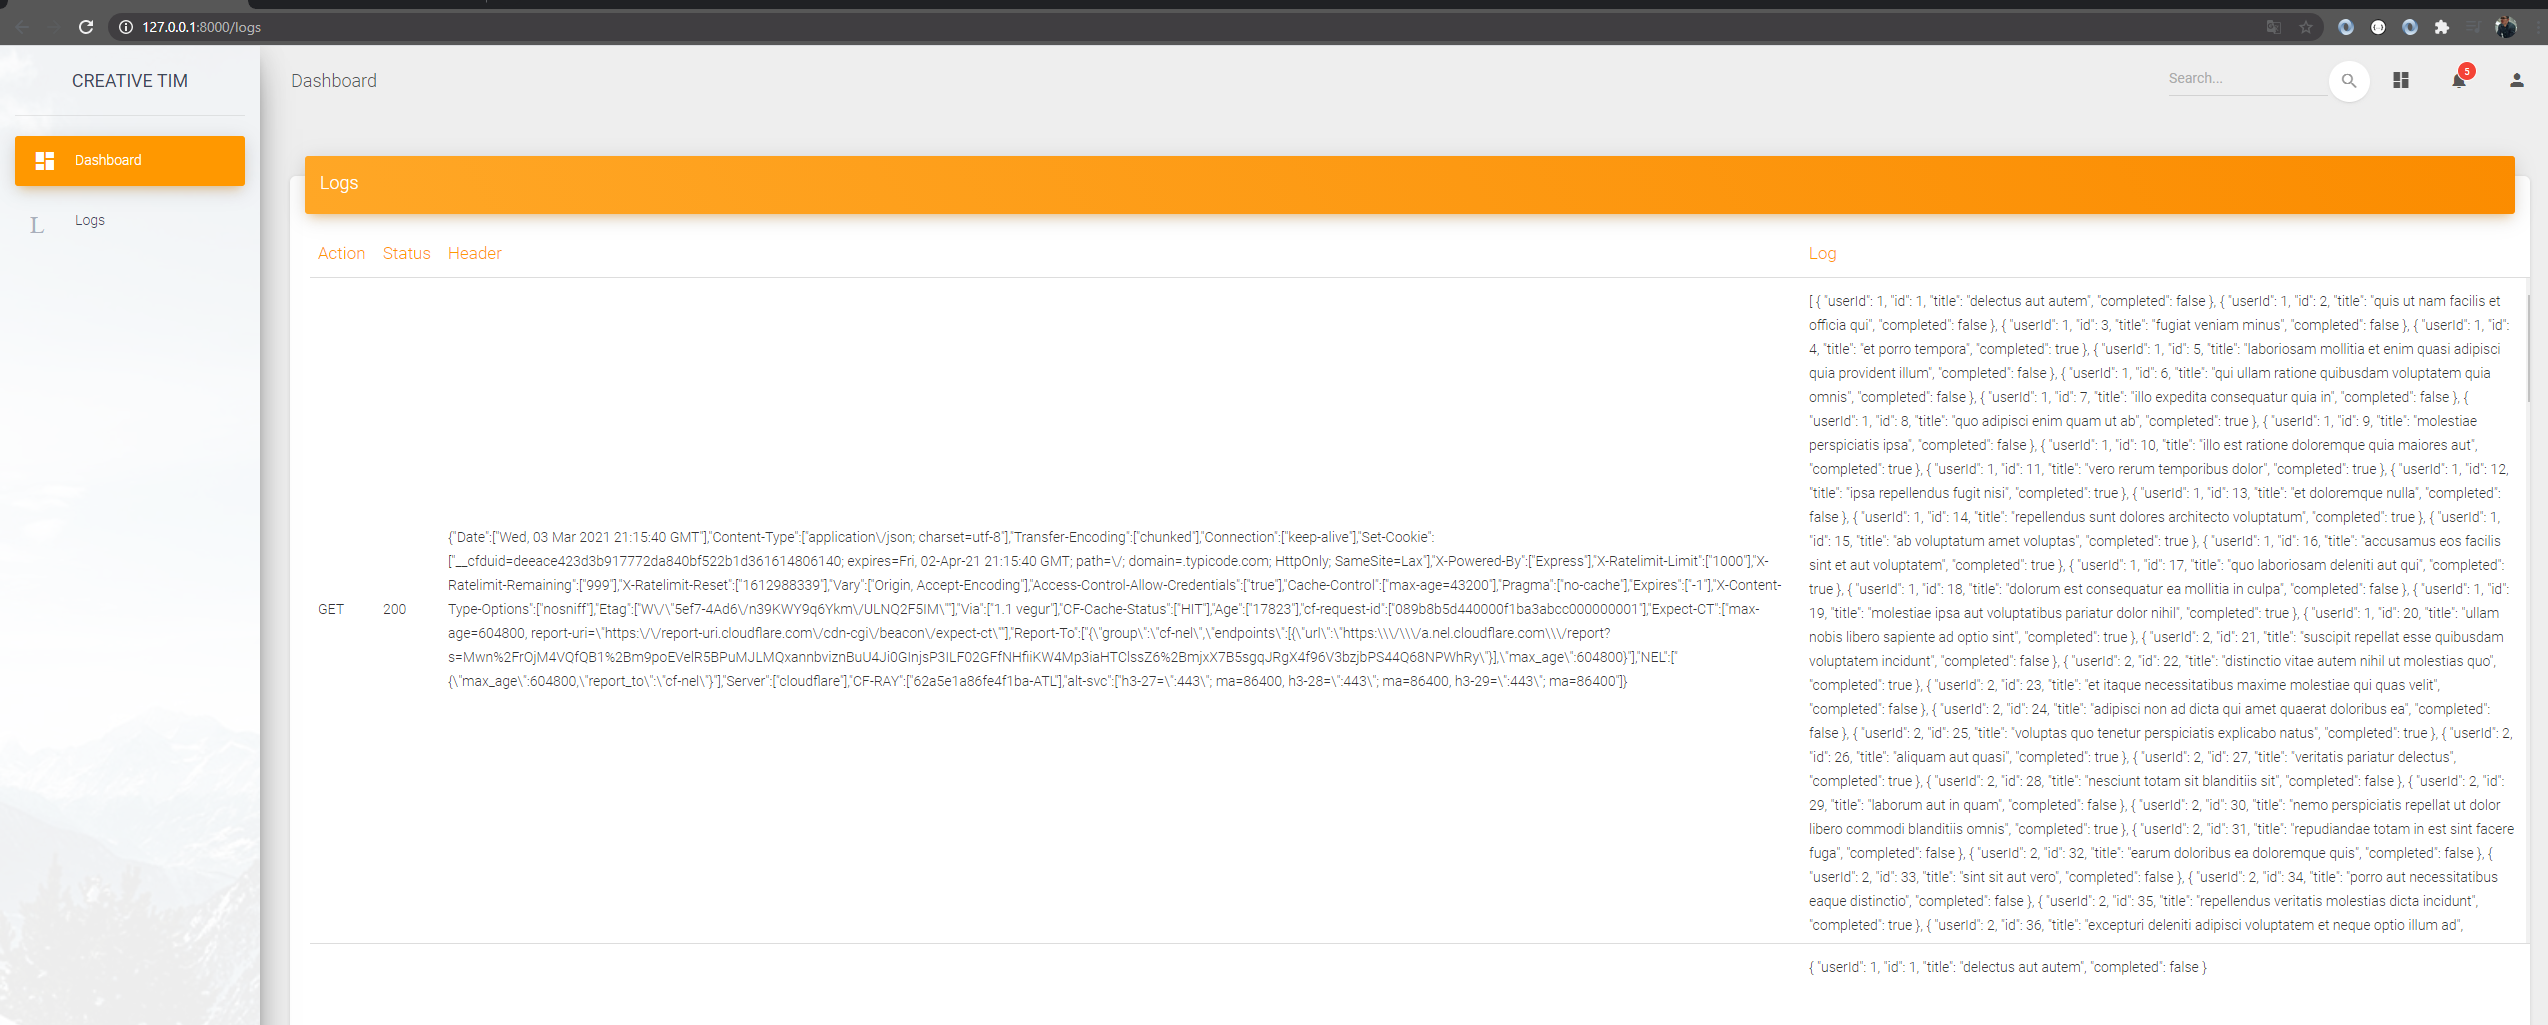 127.0.0.1:8000/logs
CREATIVE TIM
Dashboard
Search...
5
Dashboard
L Logs
Logs
Action Status Header Log
[ { "userId": 1, "id": 1, "title": "delectus aut autem", "completed": false }, { "userId": 1, "id": 2, "title": "quis ut nam facilis et
officia qui", "completed": false }, { "userId": 1, "id": 3, "title": "fugiat veniam minus", "completed": false }, { "userId": 1, "id":
4, "title": "et porro tempora", "completed": true }, { "userId": 1, "id": 5, "title": "laboriosam mollitia et enim quasi adipisci
quia provident illum", "completed": false }, { "userId": 1, "id": 6, "title": "qui ullam ratione quibusdam voluptatem quia
omnis", "completed": false }, { "userId": 1, "id": 7, "title": "illo expedita consequatur quia in", "completed": false }, {
"userId": 1, "id": 8, "title": "quo adipisci enim quam ut ab", "completed": true }, { "userId": 1, "id": 9, "title": "molestiae
perspiciatis ipsa", "completed": false }, { "userId": 1, "id": 10, "title": "illo est ratione doloremque quia maiores aut",
"completed": true }, { "userId": 1, "id": 11, "title": "vero rerum temporibus dolor", "completed": true }, { "userId": 1, "id": 12,
"title": "ipsa repellendus fugit nisi", "completed": true }, { "userId": 1, "id": 13, "title": "et doloremque nulla", "completed":
false }, { "userId": 1, "id": 14, "title": "repellendus sunt dolores architecto voluptatum", "completed": true }, { "userId": 1,
"id": 15, "title": "ab voluptatum amet voluptas", "completed": true }, { "userId": 1, "id": 16, "title": "accusamus eos facilis
sint et aut voluptatem", "completed": true }, { "userId": 1, "id": 17, "title": "quo laboriosam deleniti aut qui", "completed":
true }, { "userId": 1, "id": 18, "title": "dolorum est consequatur ea mollitia in culpa", "completed": false }, { "userId": 1, "id":
19, "title": "molestiae ipsa aut voluptatibus pariatur dolor nihil", "completed": true }, { "userId": 1, "id": 20, "title": "ullam
nobis libero sapiente ad optio sint", "completed": true }, { "userId": 2, "id": 21, "title": "suscipit repellat esse quibusdam
voluptatem incidunt", "completed": false }, { "userId": 2, "id": 22, "title": "distinctio vitae autem nihil ut molestias quo",
"completed": true }, { "userId": 2, "id": 23, "title": "et itaque necessitatibus maxime molestiae qui quas velit",
"completed": false }, { "userId": 2, "id": 24, "title": "adipisci non ad dicta qui amet quaerat doloribus ea", "completed":
false }, { "userId": 2, "id": 25, "title": "voluptas quo tenetur perspiciatis explicabo natus", "completed": true }, { "userId": 2,
"id": 26, "title": "aliquam aut quasi", "completed": true }, { "userId": 2, "id": 27, "title": "veritatis pariatur delectus",
"completed": true }, { "userId": 2, "id": 28, "title": "nesciunt totam sit blanditiis sit", "completed": false }, { "userId": 2, "id":
29, "title": "laborum aut in quam", "completed": false }, { "userId": 2, "id": 30, "title": "nemo perspiciatis repellat ut dolor
libero commodi blanditiis omnis", "completed": true }, { "userId": 2, "id": 31, "title": "repudiandae totam in est sint facere
fuga", "completed": false }, { "userId": 2, "id": 32, "title": "earum doloribus ea doloremque quis", "completed": false }, {
"userId": 2, "id": 33, "title": "sint sit aut vero", "completed": false }, { "userId": 2, "id": 34, "title": "porro aut necessitatibus
eaque distinctio", "completed": false }, { "userId": 2, "id": 35, "title": "repellendus veritatis molestias dicta incidunt",
"completed": true }, { "userId": 2, "id": 36, "title": "excepturi deleniti adipisci voluptatem et neque optio illum ad",
GET 200
{"Date":["Wed, 03 Mar 2021 21:15:40 GMT"],"Content-Type":["application\/json; charset=utf-8"],"Transfer-Encoding":["chunked"],"Connection":["keep-alive"],"Set-Cookie":
["__cfduid=deeace423d3b917772da840bf522b1d361614806140; expires=Fri, 02-Apr-21 21:15:40 GMT; path=\/; domain=.typicode.com; HttpOnly; SameSite=Lax"],"X-Powered-By":["Express"],"X-Ratelimit-Limit":["1000"],"X-
Ratelimit-Remaining":["999"],"X-Ratelimit-Reset":["1612988339"],"Vary":["Origin, Accept-Encoding"],"Access-Control-Allow-Credentials":["true"],"Cache-Control":["max-age=43200"],"Pragma":["no-cache"],"Expires":["-1"],"X-Content-
Type-Options":["nosniff"],"Etag":["W\/\"5ef7-4Ad6\/n39KWY9q6Ykm\/ULNQ2F5IM\""],"Via":["1.1 vegur"],"CF-Cache-Status":["HIT"],"Age":["17823"],"cf-request-id":["089b8b5d440000f1ba3abcc000000001"],"Expect-CT":["max-
age=604800, report-uri=\"https:\/\/report-uri.cloudflare.com\/cdn-cgi\/beacon\/expect-ct\""],"Report-To":["{\"group\":\"cf-nel\",\"endpoints\":[{\"url\":\"https:\\\/\\\/a.nel.cloudflare.com\\\/report?
s=Mwn%2FrOjM4VQfQB1%2Bm9poEVelR5BPuMJLMQxannbviznBuU4Ji0GInjsP3ILF02GFfNHfiiKW4Mp3iaHTClssZ6%2BmjxX7B5sgqJRgX4f96V3bzjbPS44Q68NPWhRy\"}],\"max_age\":604800}"],"NEL":["
{\"max_age\":604800,\"report_to\":\"cf-nel\"}"],"Server":["cloudflare"],"CF-RAY":["62a5e1a86fe4f1ba-ATL"],"alt-svc":["h3-27=\":443\"; ma=86400, h3-28=\":443\"; ma=86400, h3-29=\":443\"; ma=86400"]}
{ "userId": 1, "id": 1, "title": "delectus aut autem", "completed": false }